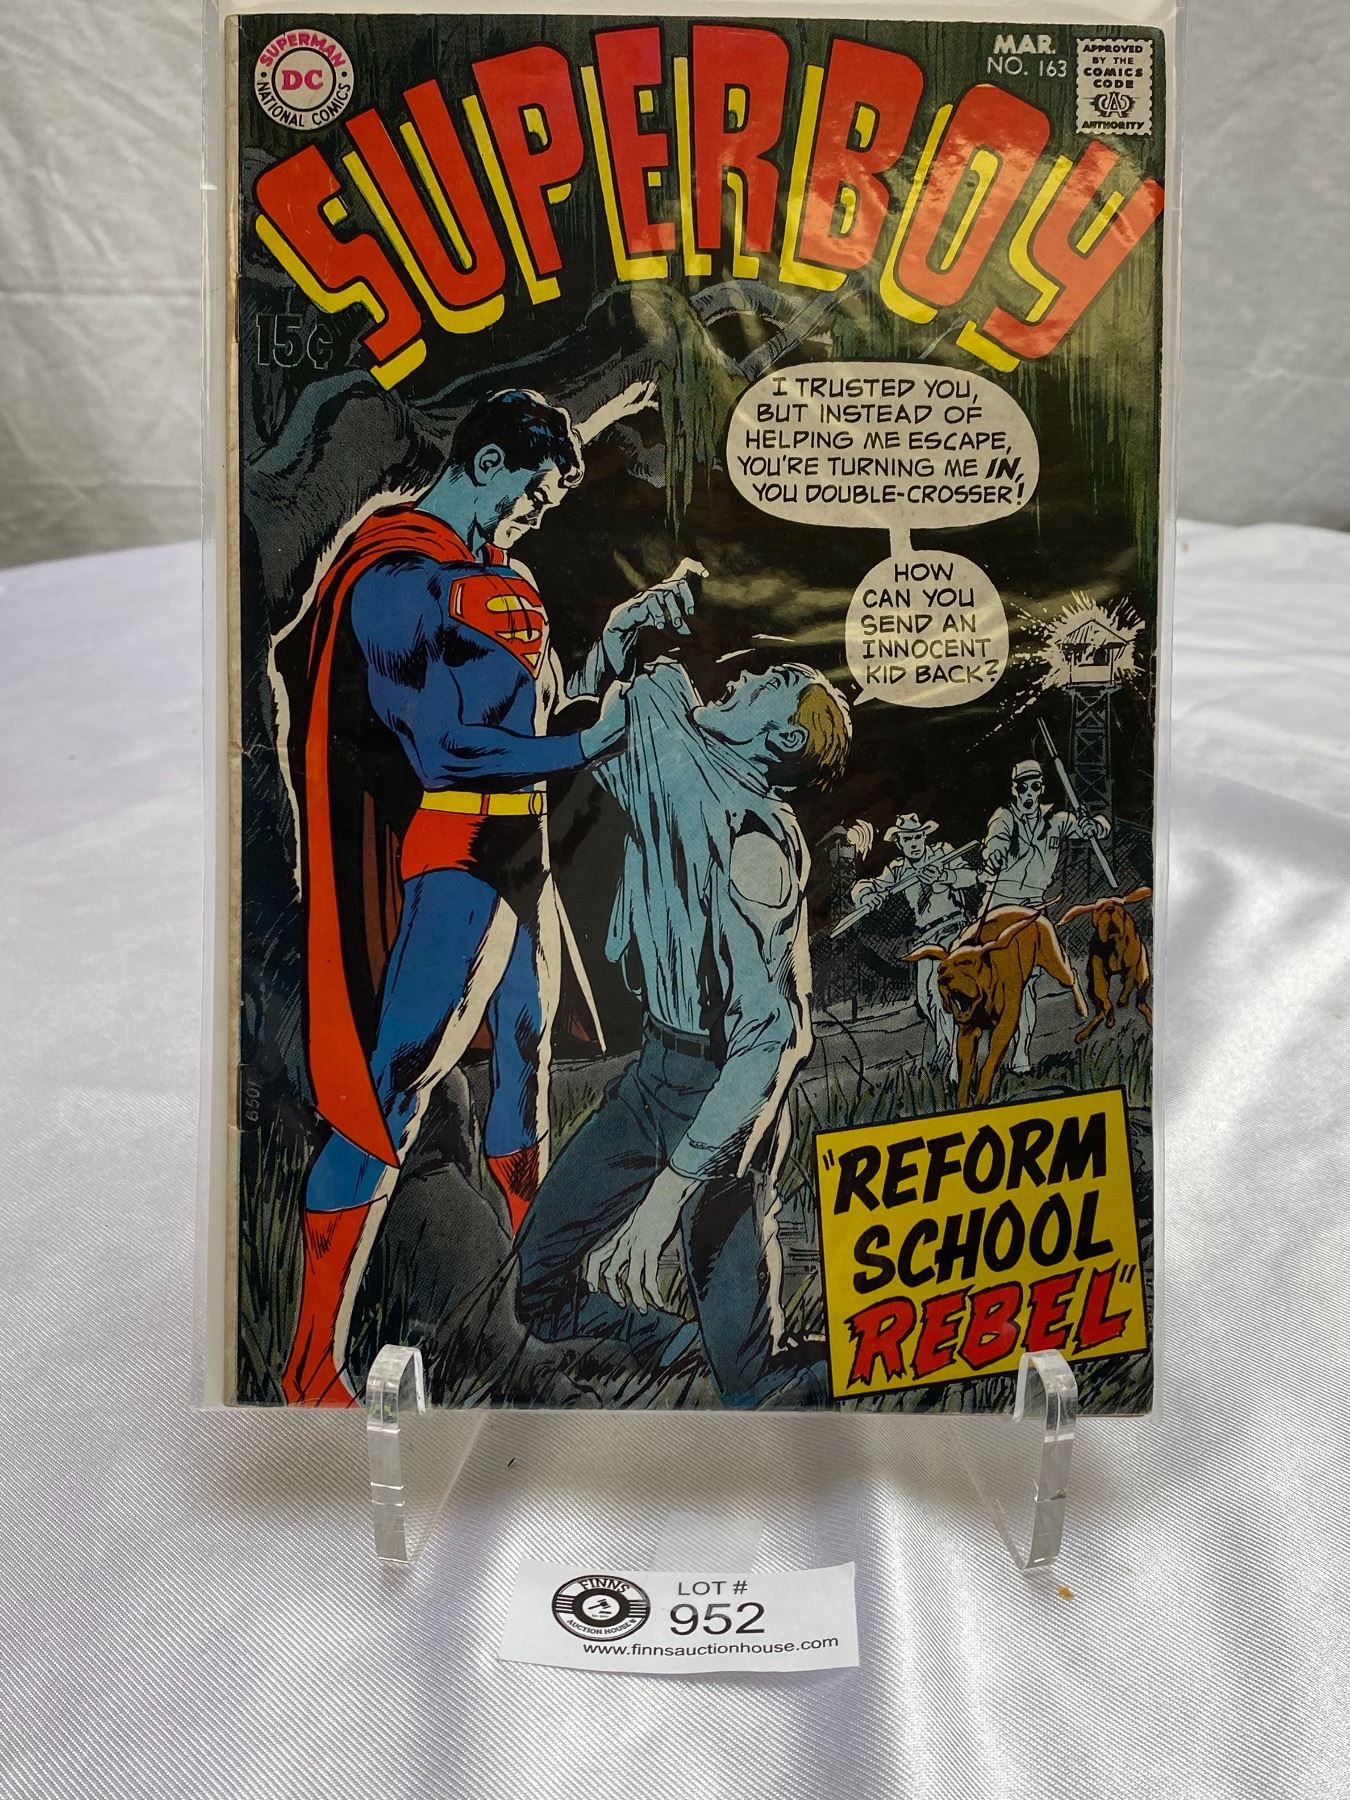 SUPERMAN
DC
NATIONAL COMICS
SUPERBOY
MAR.
NO. 163
APPROVED
BY THE
COMICS
CODE
AUTHORITY
15¢
I TRUSTED YOU,
BUT INSTEAD OF
HELPING ME ESCAPE,
YOU'RE TURNING ME IN,
YOU DOUBLE-CROSSER!
HOW
CAN YOU
SEND AN
INNOCENT
KID BACK?
"REFORM
SCHOOL
REBEL"
FINNS
AUCTION HOUSE
LOT #
952
www.finnsauctionhouse.com